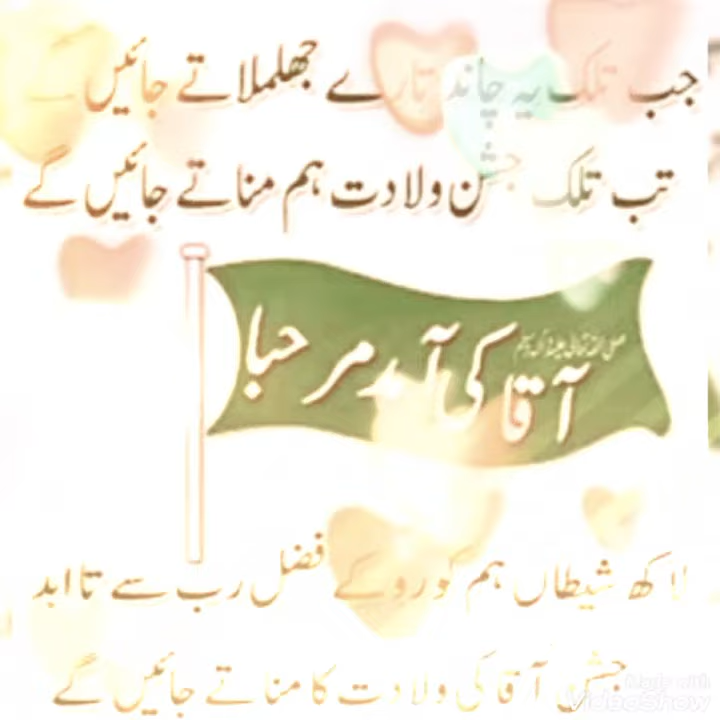 جب تلک یہ چاند تارے جھلملاتے جائیں گے
تب تلک جشن ولادت ہم مناتے جائیں گے
صلی اللہ تعالیٰ علیہ وآلہ وسلم
آقا کی آمد مرحبا
لاکھ شیطاں ہم کو روکے فضل رب سے تا ابد
جشن آقا کی ولادت کا مناتے جائیں گے
Made with
VideoShow